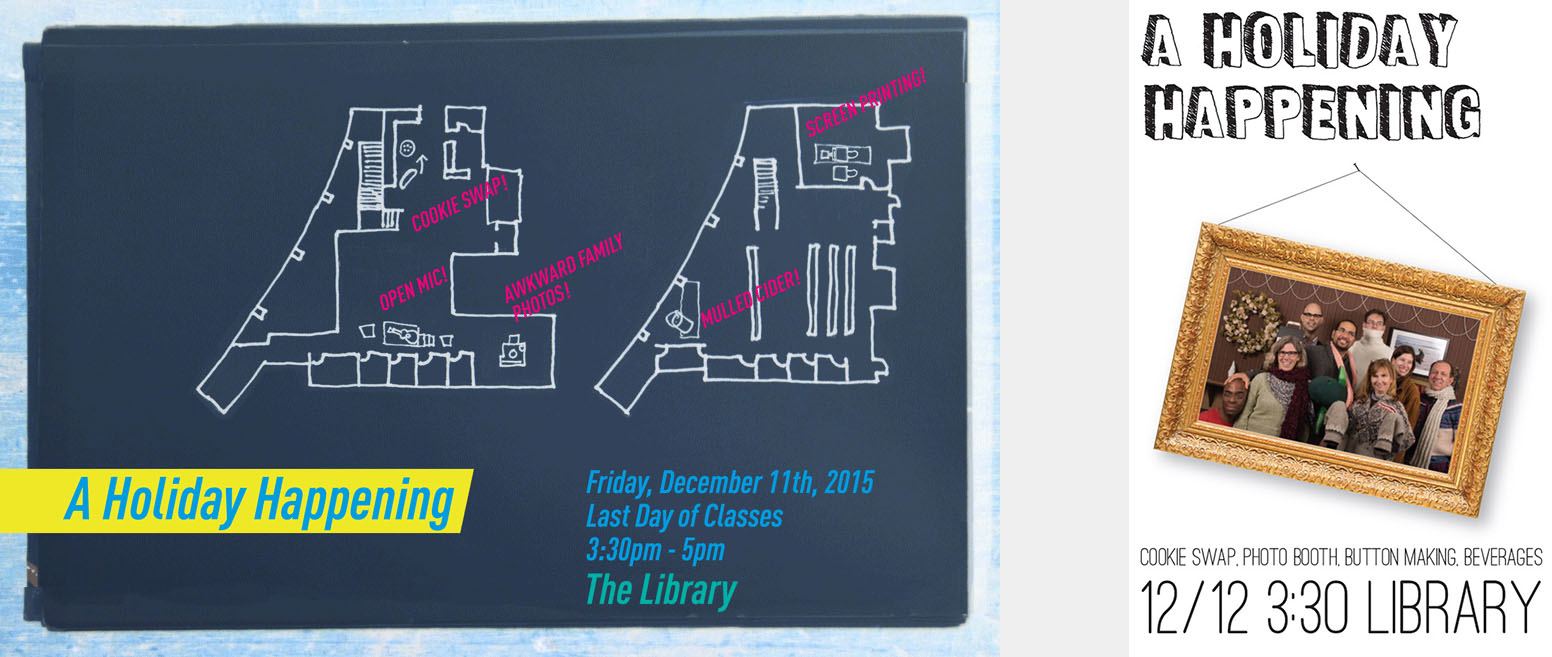 SCREEN PRINTING!
COOKIE SWAP!
OPEN MIC!
AWKWARD FAMILY
PHOTOS!
MULLED CIDER!
A Holiday Happening
Friday, December 11th, 2015
Last Day of Classes
3:30pm - 5pm
The Library
A HOLIDAY
HAPPENING
COOKIE SWAP, PHOTO BOOTH, BUTTON MAKING, BEVERAGES
12/12 3:30 LIBRARY